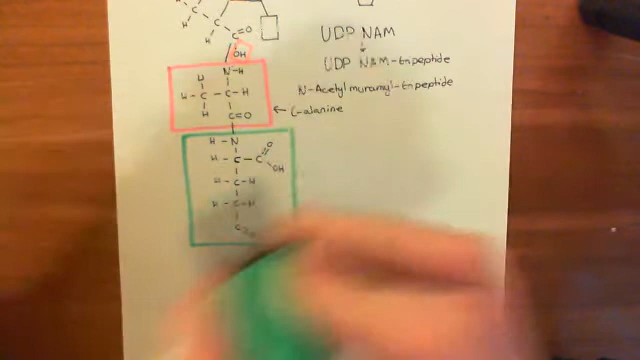 UDP NAM
UDP NAM-tripeptide
N-Acetylmuramyl-tripeptide
H
C
C
H
C=O
OH
N-H
H
H-C-C-H
H
C=O
← L-alanine
H-N
O
H-C-C
OH
H-C-H
H-C-H
C